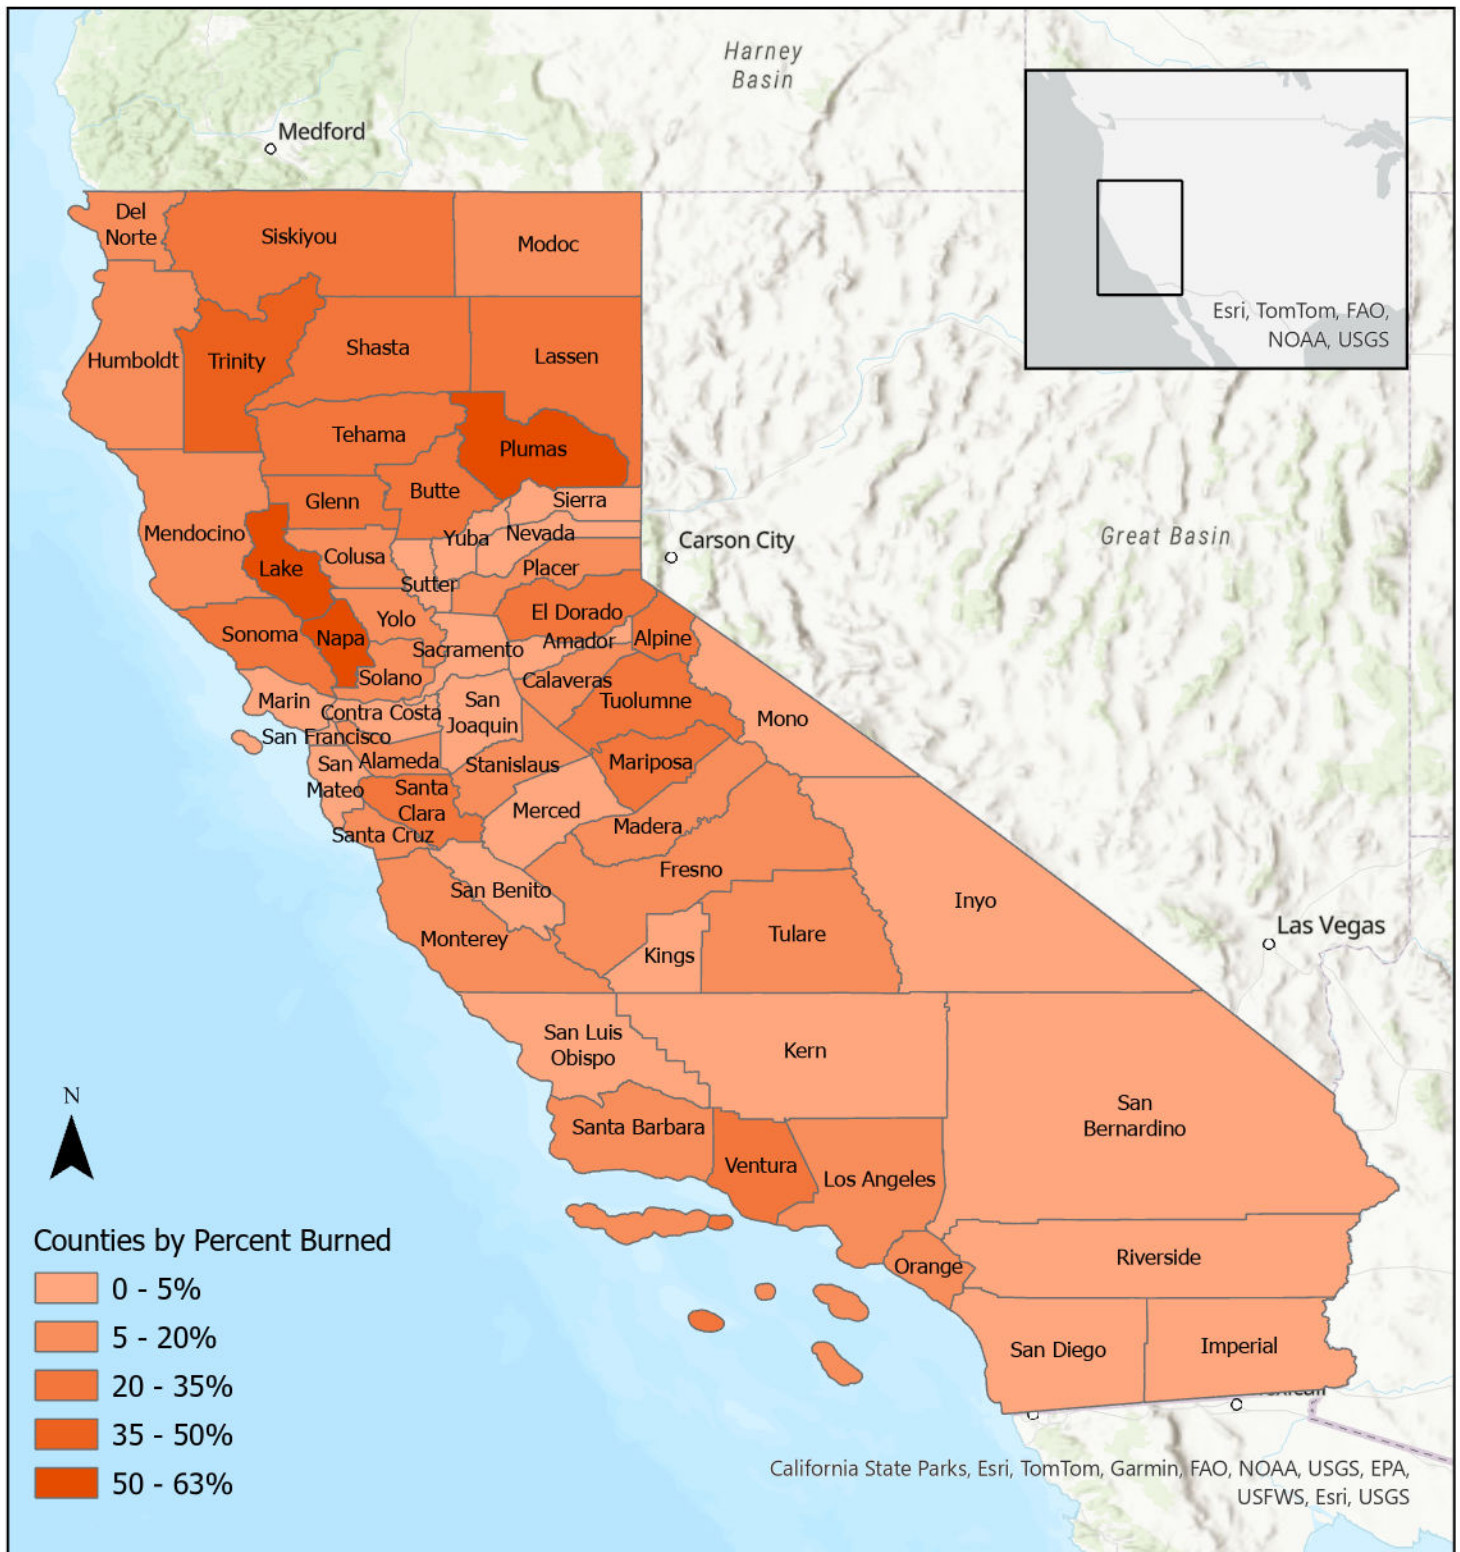 Harney
Basin
Medford
Esri, TomTom, FAO,
NOAA, USGS
Del
Norte
Siskiyou
Modoc
Humboldt
Trinity
Shasta
Lassen
Tehama
Plumas
Glenn
Butte
Sierra
Mendocino
Yuba
Nevada
Colusa
Lake
Sutter
Placer
Carson City
Great Basin
Sonoma
Napa
Yolo
El Dorado
Sacramento
Amador
Alpine
Solano
Calaveras
Marin
Contra Costa
San
Joaquin
Tuolumne
Mono
San Francisco
San
Mateo
Alameda
Stanislaus
Mariposa
Santa
Clara
Merced
Santa Cruz
Madera
Fresno
San Benito
Inyo
Monterey
Kings
Tulare
Las Vegas
San Luis
Obispo
Kern
San
Bernardino
Santa Barbara
Ventura
Los Angeles
Orange
Riverside
San Diego
Imperial
N
Counties by Percent Burned
0 - 5%
5 - 20%
20 - 35%
35 - 50%
50 - 63%
California State Parks, Esri, TomTom, Garmin, FAO, NOAA, USGS, EPA,
USFWS, Esri, USGS